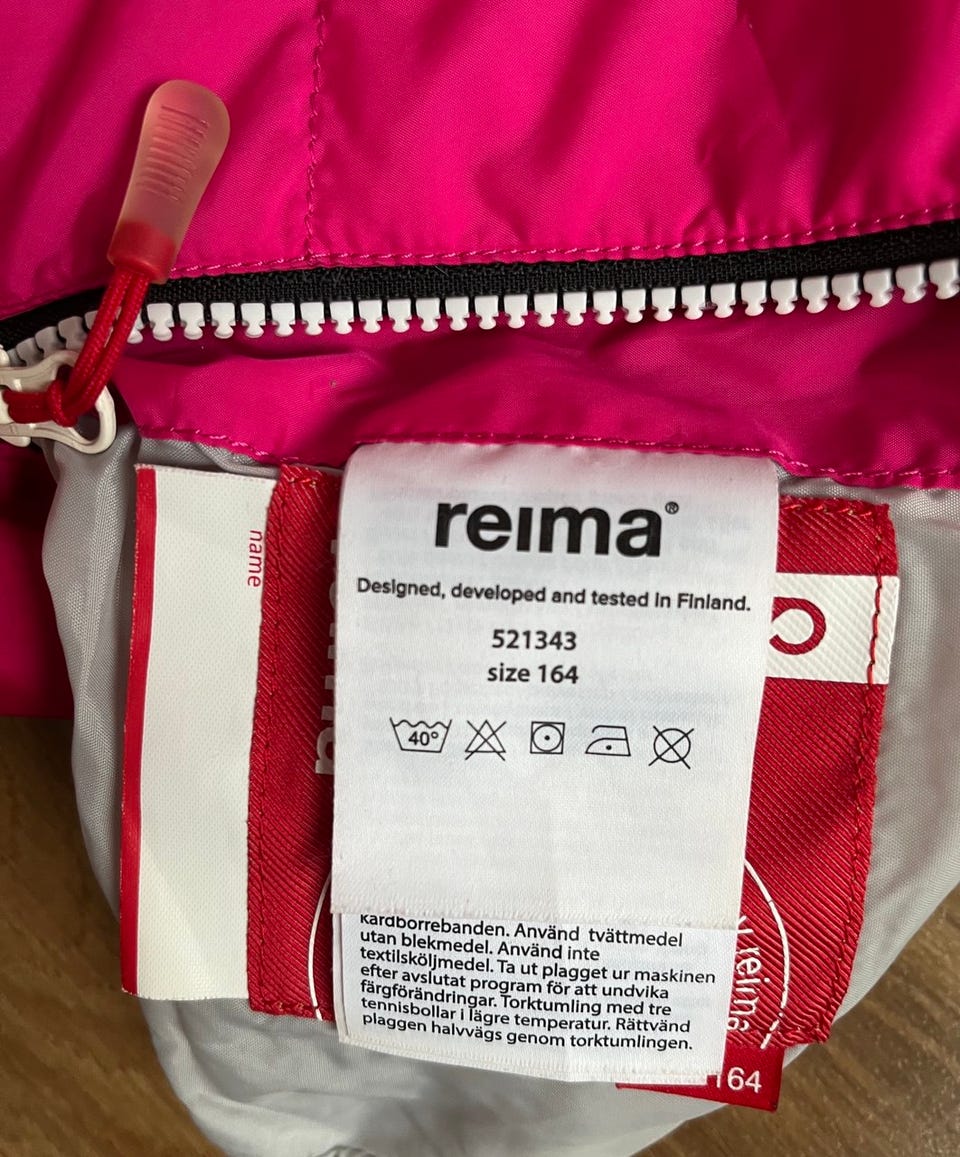 name
reima®
Designed, developed and tested in Finland.
521343
size 164
40°
kardborrebanden. Använd tvättmedel
utan blekmedel. Använd inte
textilsköljmedel. Ta ut plagget ur maskinen
efter avslutat program för att undvika
färgförändringar. Torktumling med tre
tennisbollar i lägre temperatur. Rättvänd
plaggen halvvägs genom torktumlingen.
reima
164